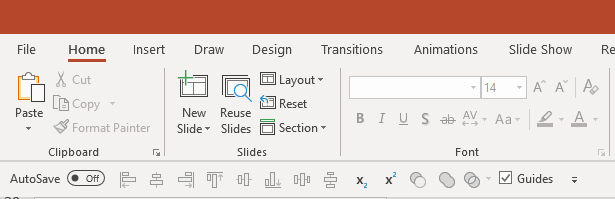 File Home Insert Draw Design Transitions Animations Slide Show Re
Paste Cut Copy Format Painter
New Slide Reuse Slides Layout Reset Section
14
B I U S ab AV Aa A
Clipboard Slides Font
AutoSave Off x₂ x² Guides